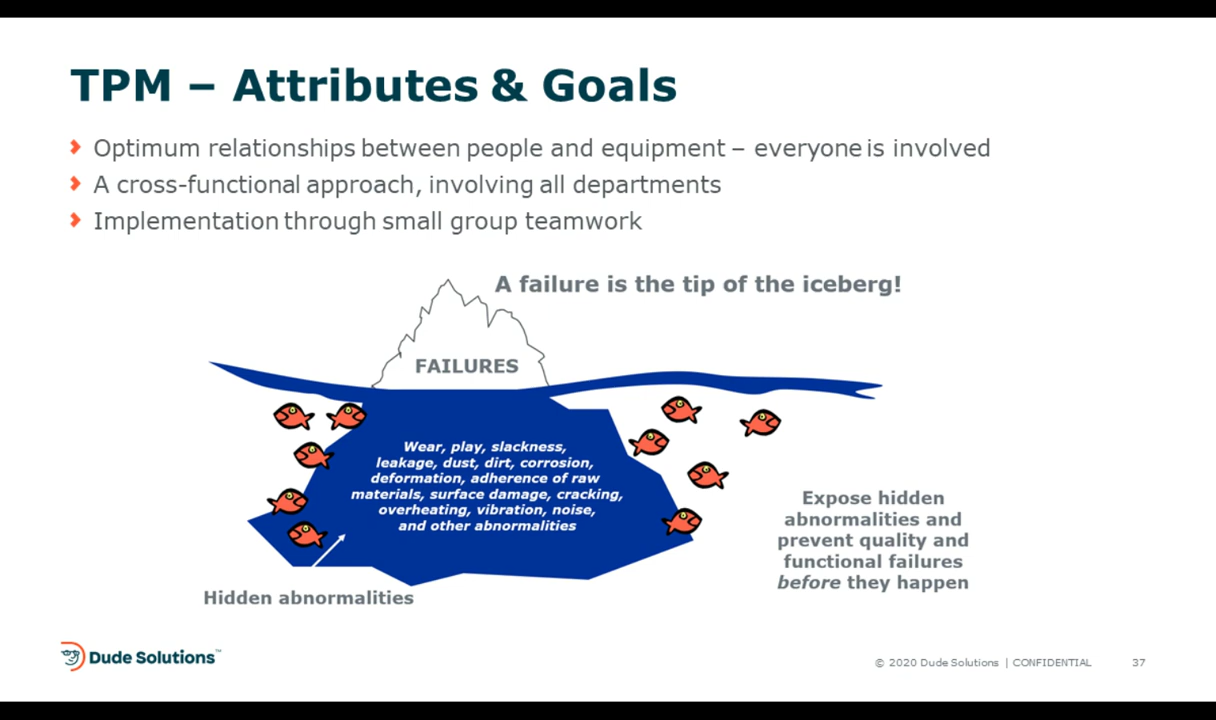 TPM – Attributes & Goals
Optimum relationships between people and equipment – everyone is involved
A cross-functional approach, involving all departments
Implementation through small group teamwork
A failure is the tip of the iceberg!
FAILURES
Wear, play, slackness,
leakage, dust, dirt, corrosion,
deformation, adherence of raw
materials, surface damage, cracking,
overheating, vibration, noise,
and other abnormalities
Expose hidden
abnormalities and
prevent quality and
functional failures
before they happen
Hidden abnormalities
Dude Solutions™
© 2020 Dude Solutions | CONFIDENTIAL
37